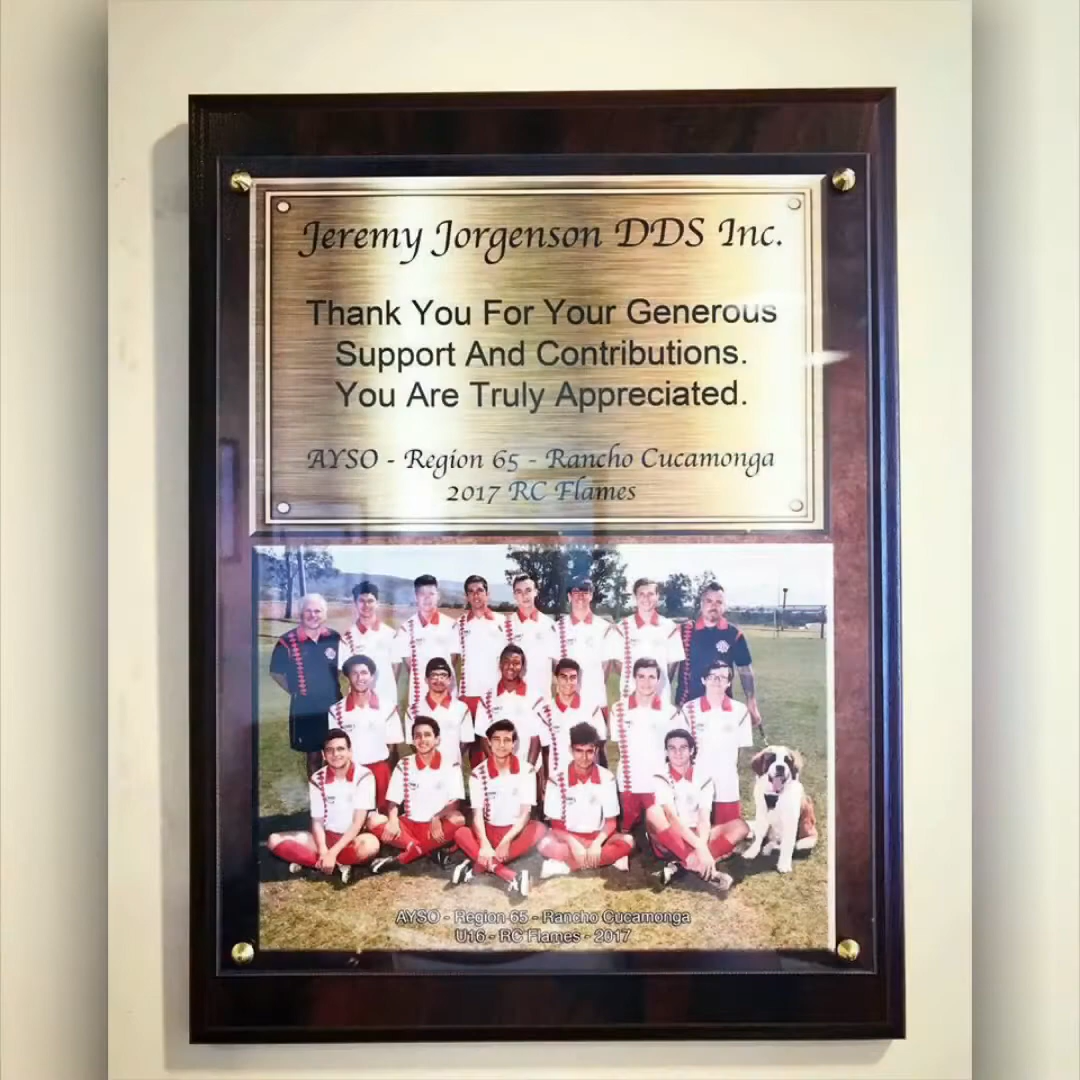 Jeremy Jorgenson DDS Inc.
Thank You For Your Generous
Support And Contributions.
You Are Truly Appreciated.
AYSO - Region 65 - Rancho Cucamonga
2017 RC Flames
AYSO - Region 65 - Rancho Cucamonga
U16 - RC Flames - 2017